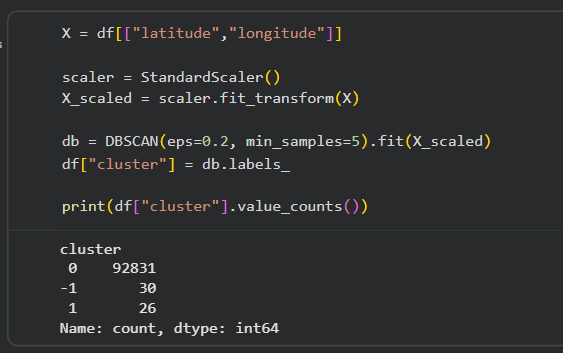 X = df[["latitude","longitude"]]
scaler = StandardScaler()
X_scaled = scaler.fit_transform(X)
db = DBSCAN(eps=0.2, min_samples=5).fit(X_scaled)
df["cluster"] = db.labels_
print(df["cluster"].value_counts())
cluster
 0    92831
-1       30
 1       26
Name: count, dtype: int64